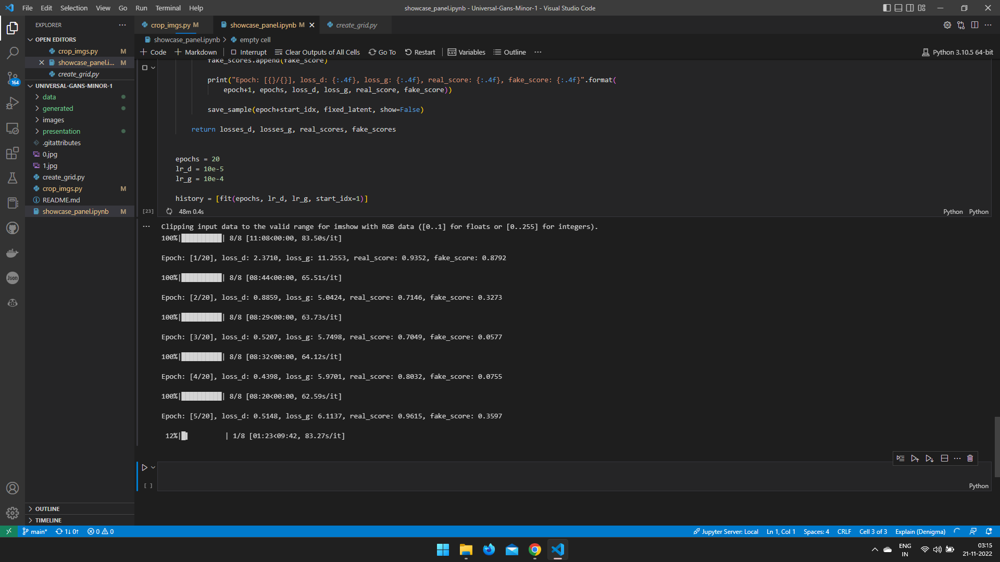 File Edit Selection View Go Run Terminal Help
showcase_panel.ipynb - Universal-Gans-Minor-1 - Visual Studio Code
EXPLORER
OPEN EDITORS
crop_imgs.py M
showcase_panel.i... M
create_grid.py
UNIVERSAL-GANS-MINOR-1
data
generated
images
presentation
.gitattributes
0.jpg
1.jpg
create_grid.py
crop_imgs.py M
README.md
showcase_panel.ipynb M
OUTLINE
TIMELINE
164
Json
crop_imgs.py M showcase_panel.ipynb M create_grid.py
showcase_panel.ipynb > empty cell
Code Markdown Interrupt Clear Outputs of All Cells Go To Restart Variables Outline ... Python 3.10.5 64-bit
fake_scores.append(fake_score)
print("Epoch: [{}/{}], loss_d: {:.4f}, loss_g: {:.4f}, real_score: {:.4f}, fake_score: {:.4f}".format(
epoch+1, epochs, loss_d, loss_g, real_score, fake_score))
save_sample(epoch+start_idx, fixed_latent, show=False)
return losses_d, losses_g, real_scores, fake_scores
epochs = 20
lr_d = 10e-5
lr_g = 10e-4
history = [fit(epochs, lr_d, lr_g, start_idx=1)]
[23] 48m 0.4s Python Python
... Clipping input data to the valid range for imshow with RGB data ([0..1] for floats or [0..255] for integers).
100%|██████████| 8/8 [11:08<00:00, 83.50s/it]
Epoch: [1/20], loss_d: 2.3710, loss_g: 11.2553, real_score: 0.9352, fake_score: 0.8792
100%|██████████| 8/8 [08:44<00:00, 65.51s/it]
Epoch: [2/20], loss_d: 0.8859, loss_g: 5.0424, real_score: 0.7146, fake_score: 0.3273
100%|██████████| 8/8 [08:29<00:00, 63.73s/it]
Epoch: [3/20], loss_d: 0.5207, loss_g: 5.7498, real_score: 0.7049, fake_score: 0.0577
100%|██████████| 8/8 [08:32<00:00, 64.12s/it]
Epoch: [4/20], loss_d: 0.4398, loss_g: 5.9701, real_score: 0.8032, fake_score: 0.0755
100%|██████████| 8/8 [08:20<00:00, 62.59s/it]
Epoch: [5/20], loss_d: 0.5148, loss_g: 6.1137, real_score: 0.9615, fake_score: 0.3597
12%|█▎        | 1/8 [01:23<09:42, 83.27s/it]
[ ] Python
main* 1↓ 0↑ 0 0 Jupyter Server: Local Ln 1, Col 1 Spaces: 4 CRLF Cell 3 of 3 Explain (Denigma)
ENG
IN
03:15
21-11-2022